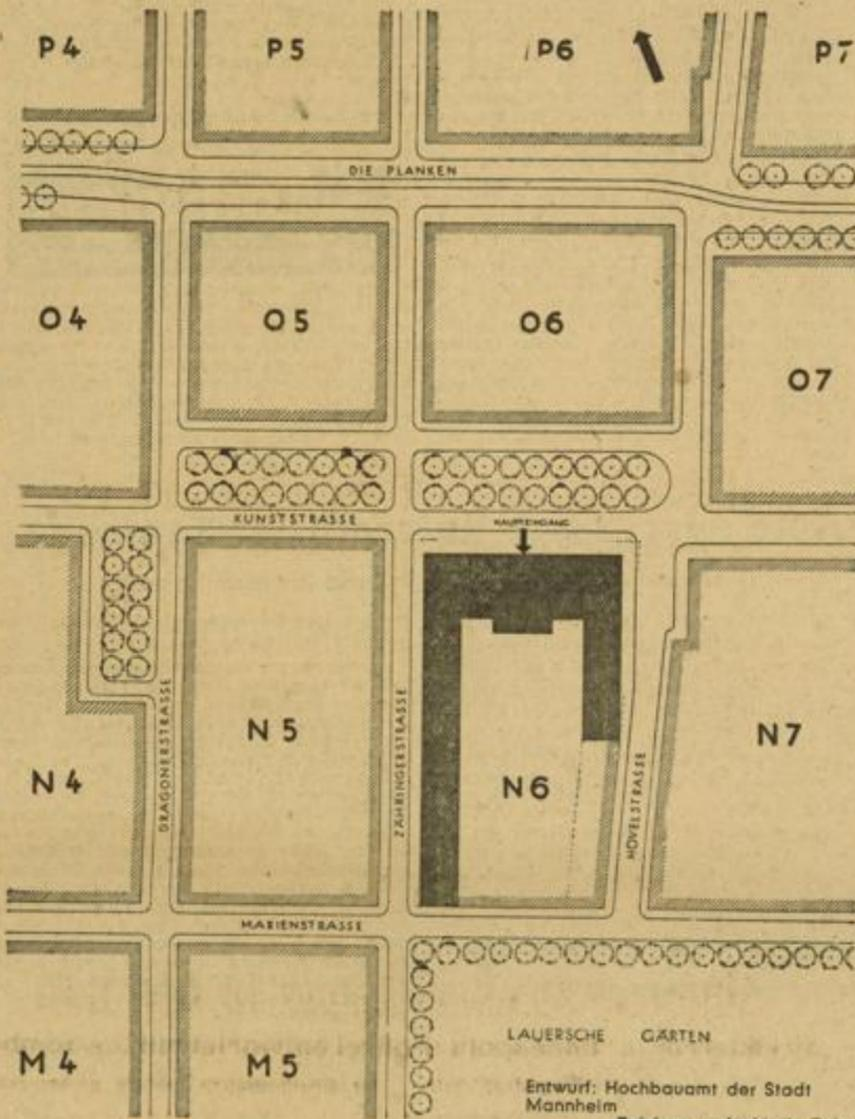 P4 P5 P6 P7
DIE PLANKEN
O4 O5 O6
O7
KUNSTSTRASSE HAUPTEINGANG
DRAGONERSTRASSE
ZÄHRINGERSTRASSE
HÖVELSTRASSE
N4 N5 N6 N7
MARIENSTRASSE
M4 M5
LAUERSCHE GÄRTEN
Entwurf: Hochbauamt der Stadt
Mannheim